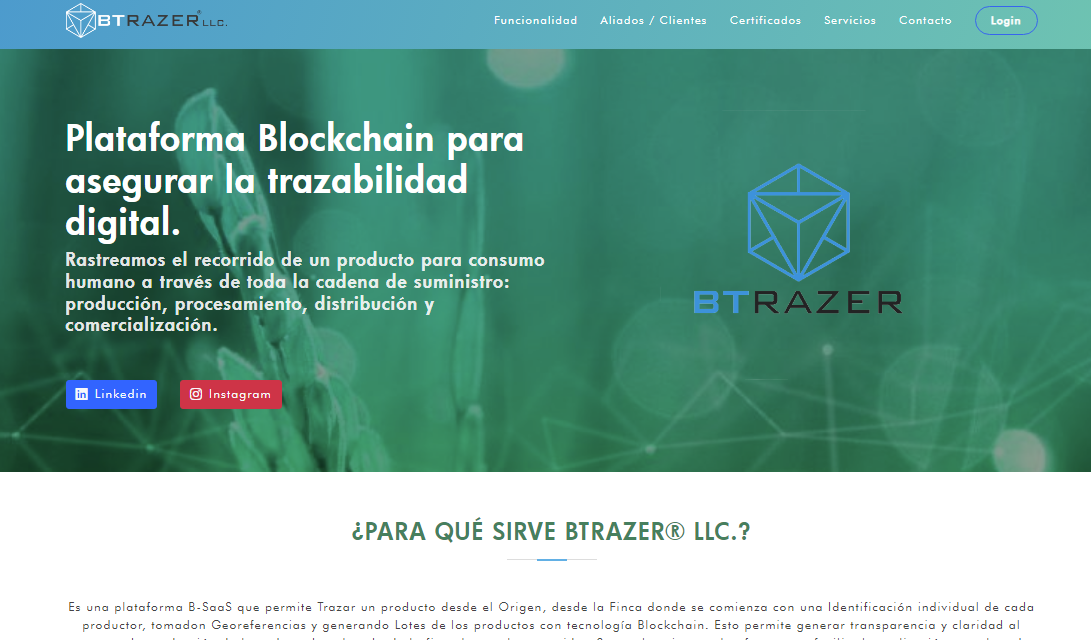 BTRAZER® LLC.
Funcionalidad Aliados / Clientes Certificados Servicios Contacto Login
Plataforma Blockchain para
asegurar la trazabilidad
digital.
Rastreamos el recorrido de un producto para consumo
humano a través de toda la cadena de suministro:
producción, procesamiento, distribución y
comercialización.
BTRAZER
Linkedin Instagram
¿PARA QUÉ SIRVE BTRAZER® LLC.?
Es una plataforma B-SaaS que permite Trazar un producto desde el Origen, desde la Finca donde se comienza con una Identificación individual de cada
productor, tomadon Georeferencias y generando Lotes de los productos con tecnología Blockchain. Esto permite generar transparencia y claridad al